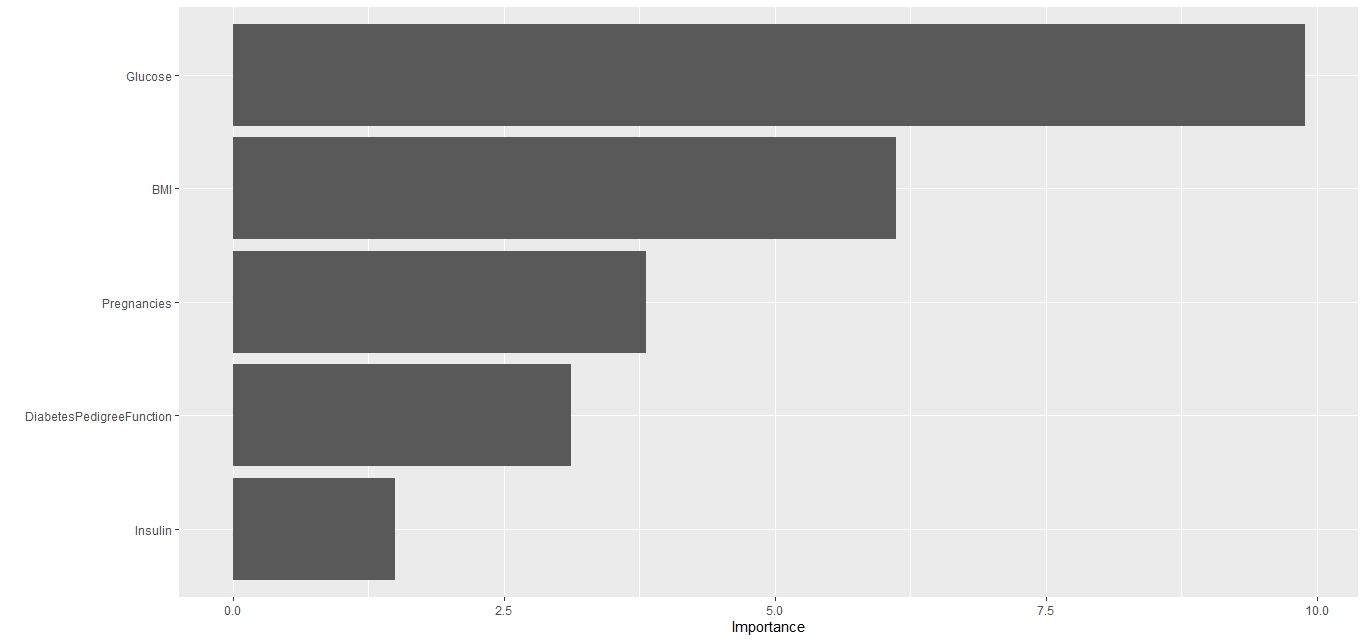 Glucose
BMI
Pregnancies
DiabetesPedigreeFunction
Insulin
0.0 2.5 5.0 7.5 10.0
Importance